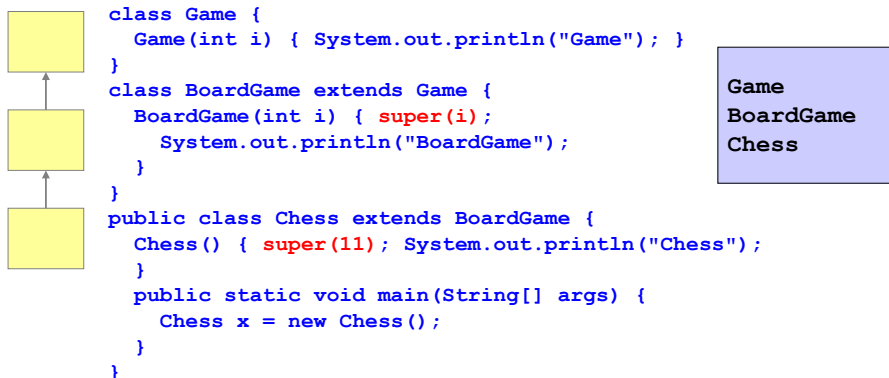 class Game {
  Game(int i) { System.out.println("Game"); }
}
class BoardGame extends Game {
  BoardGame(int i) { super(i);
    System.out.println("BoardGame");
  }
}
public class Chess extends BoardGame {
  Chess() { super(11); System.out.println("Chess");
  }
  public static void main(String[] args) {
    Chess x = new Chess();
  }
}
Game
BoardGame
Chess